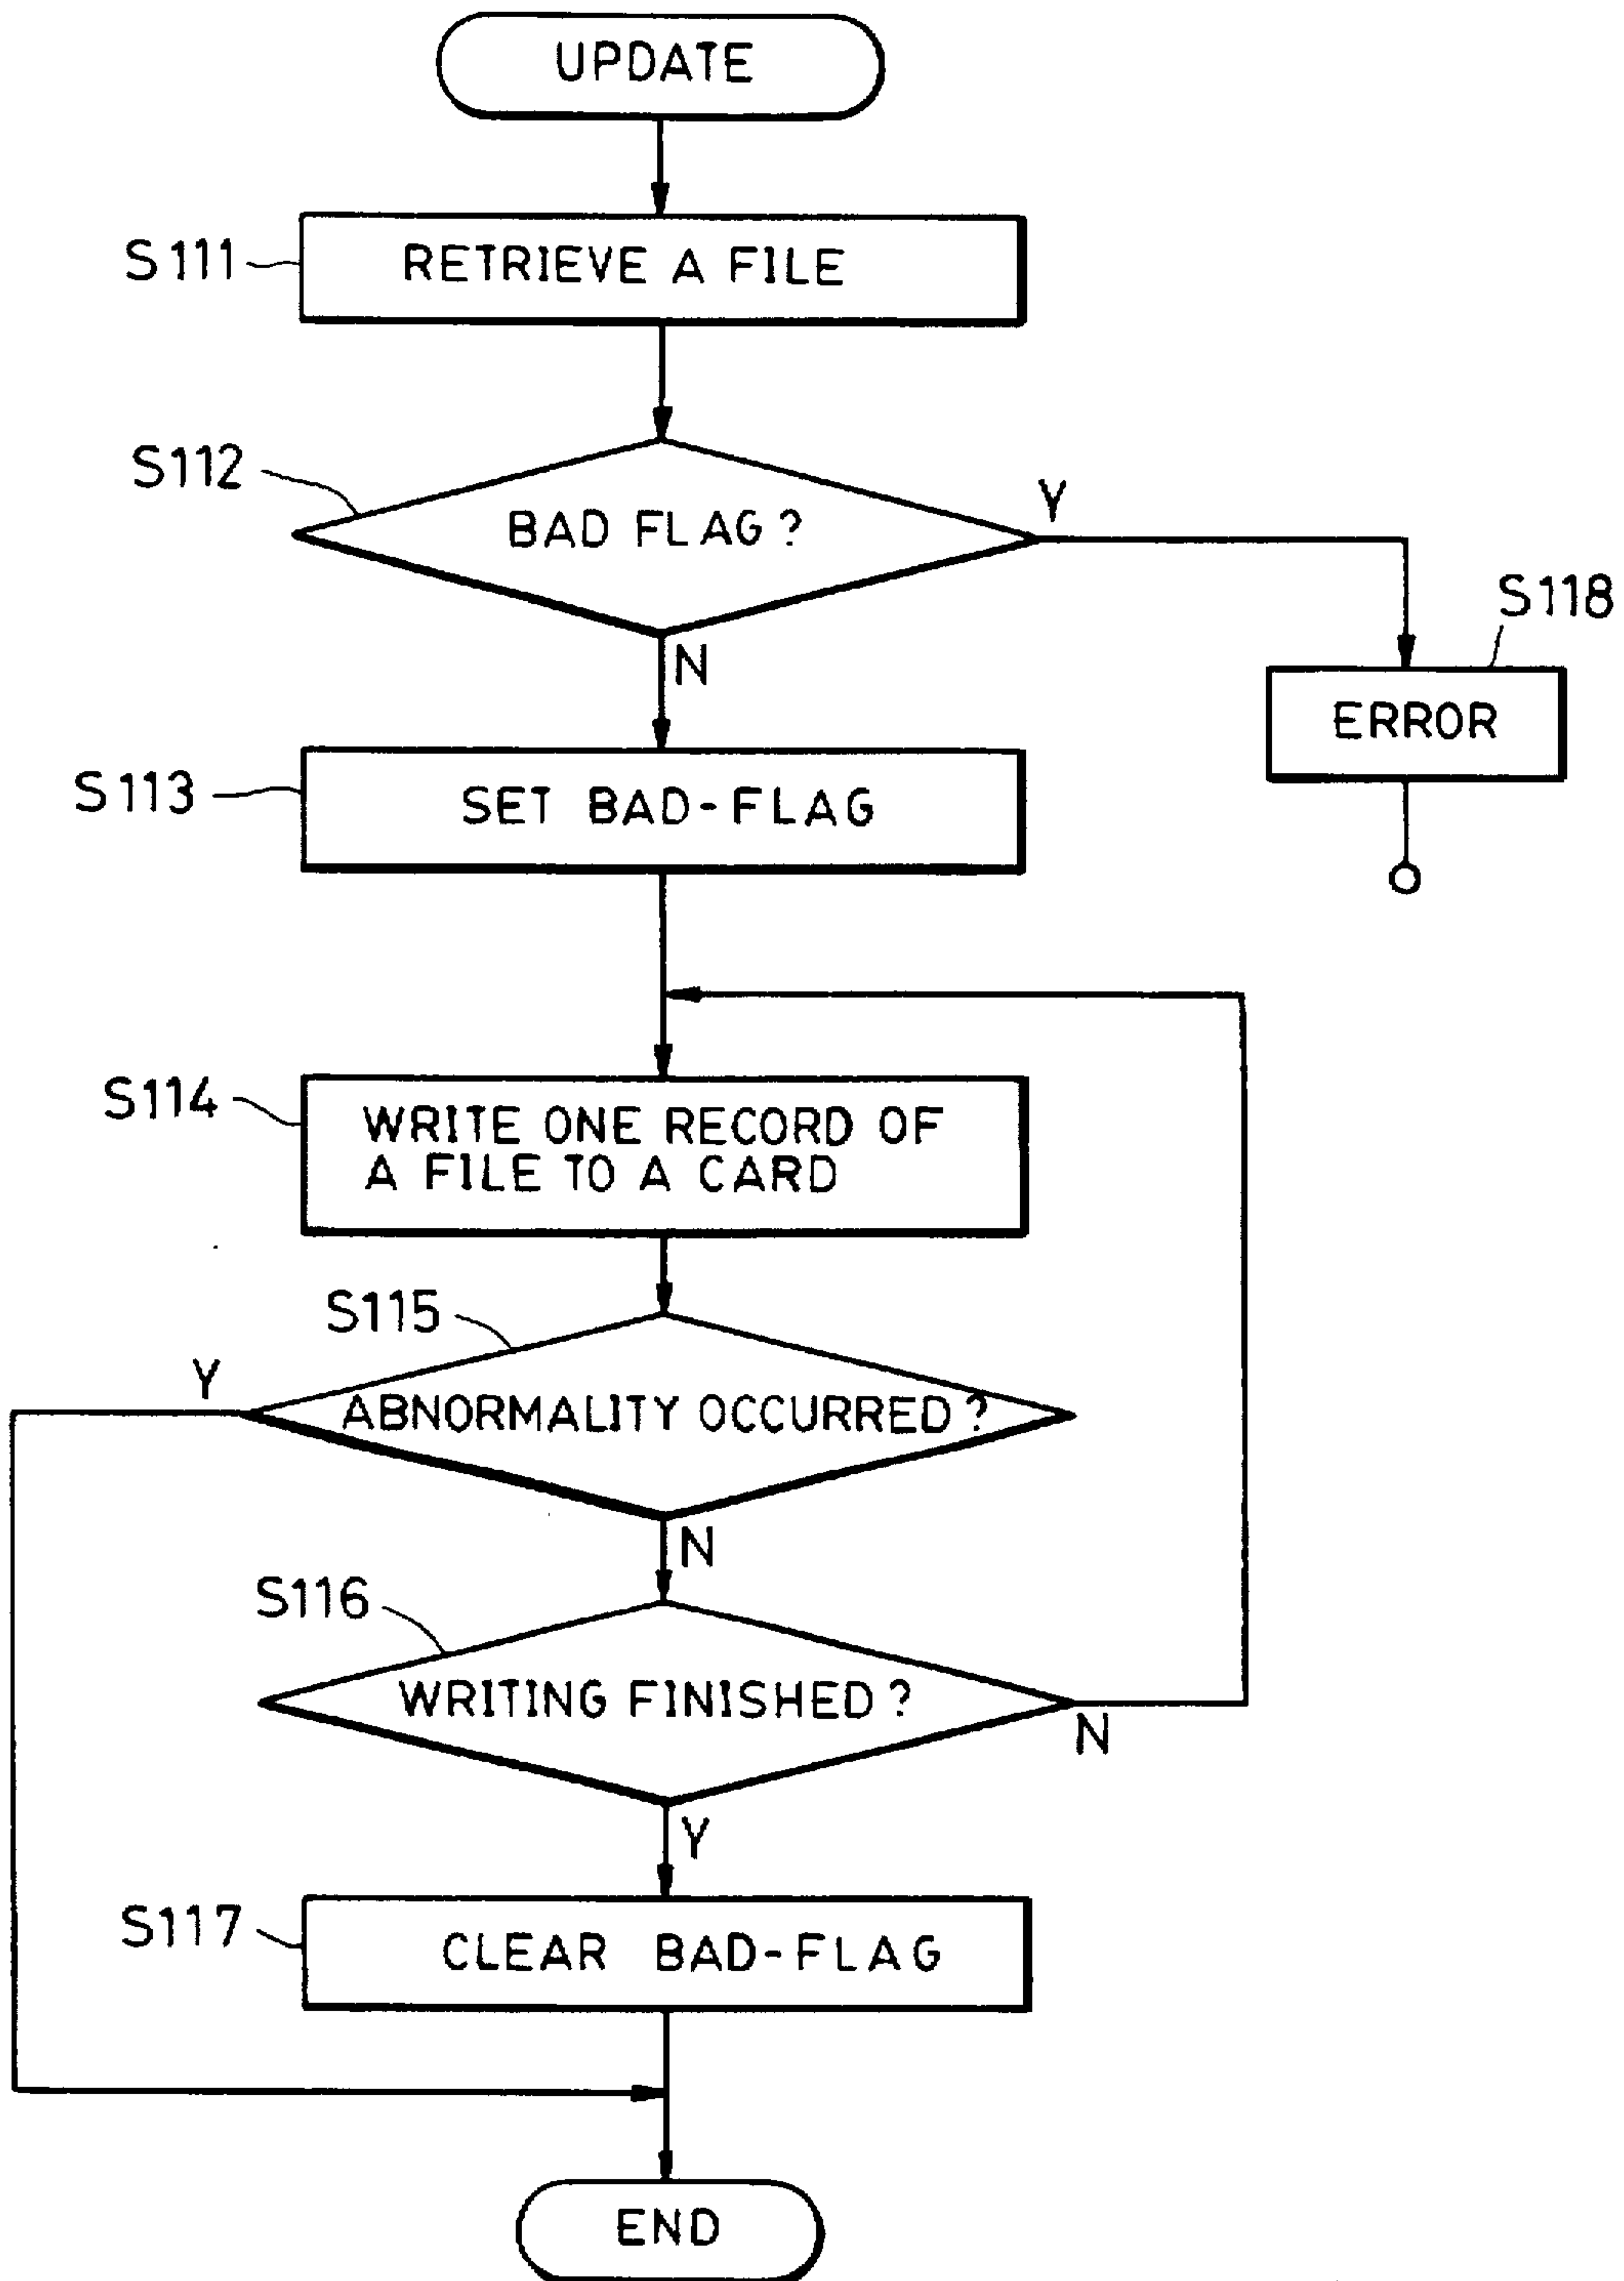 UPDATE
S111
RETRIEVE A FILE
S112
BAD FLAG?
Y
N
S118
ERROR
S113
SET BAD-FLAG
S114
WRITE ONE RECORD OF
A FILE TO A CARD
S115
Y
ABNORMALITY OCCURRED?
N
S116
WRITING FINISHED?
N
Y
S117
CLEAR BAD-FLAG
END